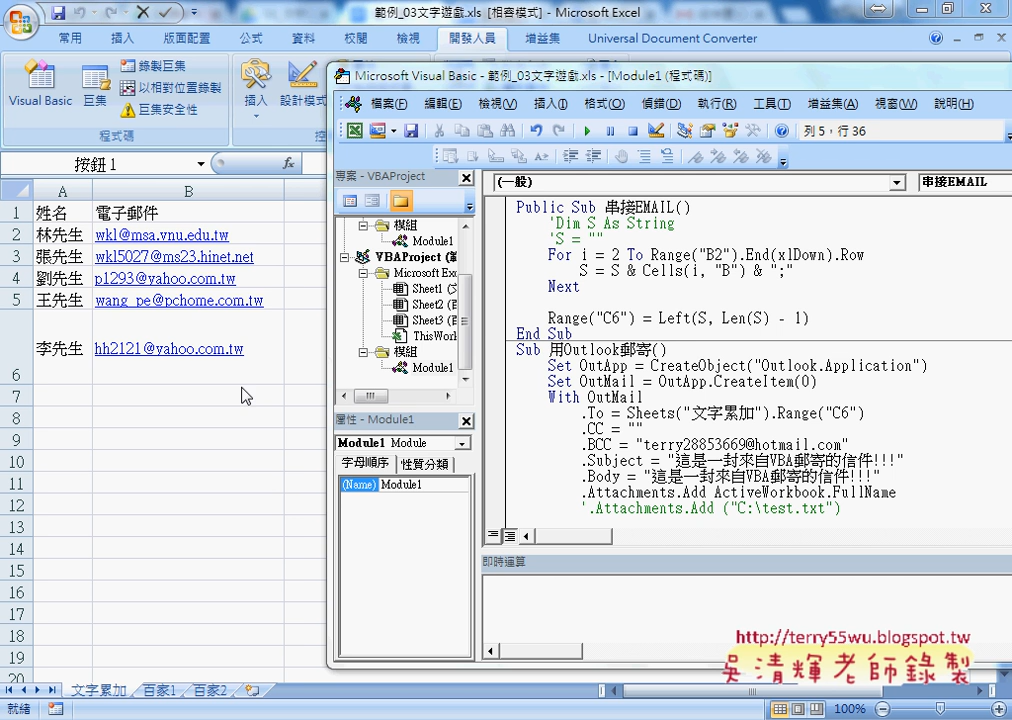 範例_03文字遊戲.xls [相容模式] - Microsoft Excel
常用 插入 版面配置 公式 資料 校閱 檢視 開發人員 增益集 Universal Document Converter
Visual Basic
巨集
錄製巨集
以相對位置錄製
巨集安全性
插入
設計模式
程式碼
按鈕 1
fx
Microsoft Visual Basic - 範例_03文字遊戲.xls - [Module1 (程式碼)]
檔案(F) 編輯(E) 檢視(V) 插入(I) 格式(O) 偵錯(D) 執行(R) 工具(T) 增益集(A) 視窗(W) 說明(H)
列 5，行 36
專案 - VBAProject
模組
Module1
VBAProject
Microsoft Exc
Sheet1
Sheet2
Sheet3
ThisWork
模組
Module1
屬性 - Module1
Module1 Module
字母順序 性質分類
(Name) Module1
(一般)
串接EMAIL
Public Sub 串接EMAIL()
'Dim S As String
'S = ""
For i = 2 To Range("B2").End(xlDown).Row
S = S & Cells(i, "B") & ";"
Next
Range("C6") = Left(S, Len(S) - 1)
End Sub
Sub 用Outlook郵寄()
Set OutApp = CreateObject("Outlook.Application")
Set OutMail = OutApp.CreateItem(0)
With OutMail
.To = Sheets("文字累加").Range("C6")
.CC = ""
.BCC = "terry28853669@hotmail.com"
.Subject = "這是一封來自VBA郵寄的信件!!!"
.Body = "這是一封來自VBA郵寄的信件!!!"
.Attachments.Add ActiveWorkbook.FullName
'.Attachments.Add ("C:\test.txt")
即時運算
A B
1 姓名 電子郵件
2 林先生 wkl@msa.vnu.edu.tw
3 張先生 wkl5027@ms23.hinet.net
4 劉先生 p1293@yahoo.com.tw
5 王先生 wang_pe@pchome.com.tw
6 李先生 hh2121@yahoo.com.tw
7
8
9
10
11
12
13
14
15
16
17
18
19
20
文字累加 百家1 百家2
就緒
100%
http://terry55wu.blogspot.tw
吳清輝老師錄製